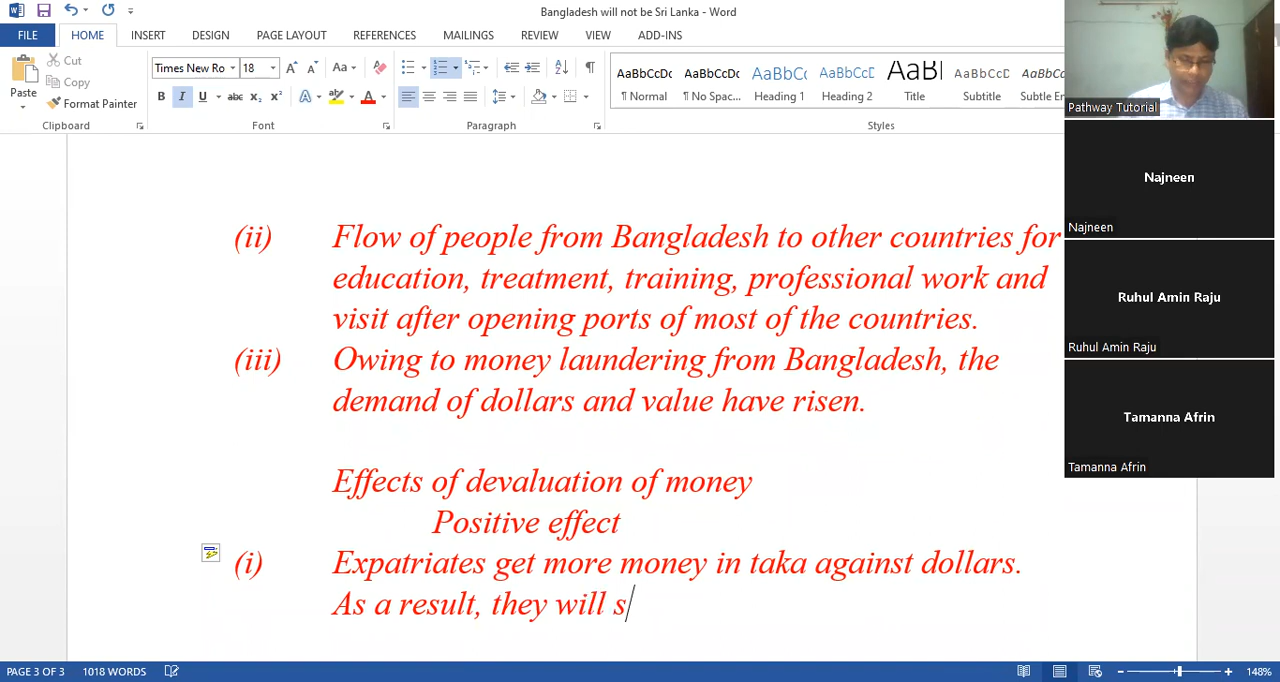 Bangladesh will not be Sri Lanka - Word
FILE HOME INSERT DESIGN PAGE LAYOUT REFERENCES MAILINGS REVIEW VIEW ADD-INS
Paste
Cut
Copy
Format Painter
Clipboard
Times New Ro 18
Font
Paragraph
AaBbCcDc AaBbCcDc AaBbCc AaBbCcD AaBl AaBbCcD AaBbCcD
¶ Normal ¶ No Spac... Heading 1 Heading 2 Title Subtitle Subtle Em
Styles
(ii) Flow of people from Bangladesh to other countries for
education, treatment, training, professional work and
visit after opening ports of most of the countries.
(iii) Owing to money laundering from Bangladesh, the
demand of dollars and value have risen.
Effects of devaluation of money
Positive effect
(i) Expatriates get more money in taka against dollars.
As a result, they will s
Pathway Tutorial
Najneen
Najneen
Ruhul Amin Raju
Ruhul Amin Raju
Tamanna Afrin
Tamanna Afrin
PAGE 3 OF 3 1018 WORDS 148%